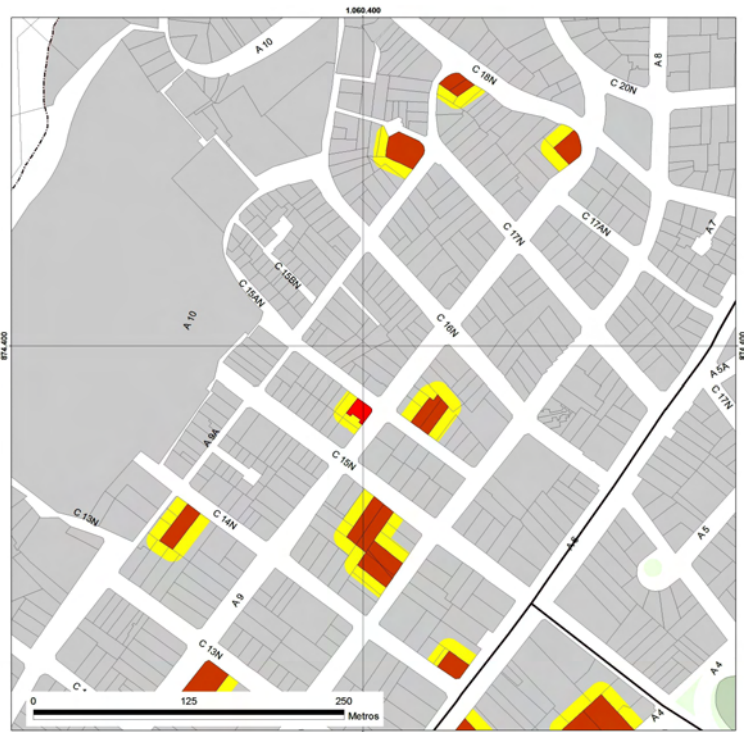 1.060.400
A 10
C 18N
C 20N
A 8
C 17AN
A 7
C 17N
C 15BN
C 15AN
A 10
C 16N
874.400
874.400
A 5A
C 17N
A 9A
C 15N
C 13N
C 14N
A 6
A 5
A 9
C 13N
A 4
A 4
0 125 250
Metros